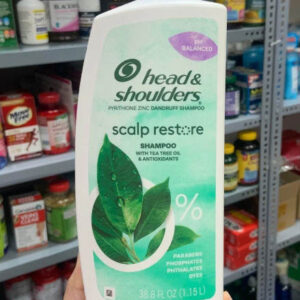 pH
BALANCED
head &
shoulders
PYRITHIONE ZINC DANDRUFF SHAMPOO
scalp restore
SHAMPOO
WITH TEA TREE OIL
& ANTIOXIDANTS
0%
PARABENS
PHOSPHATES
PHTHALATES
DYES
38.8 FL OZ (1.15 L)